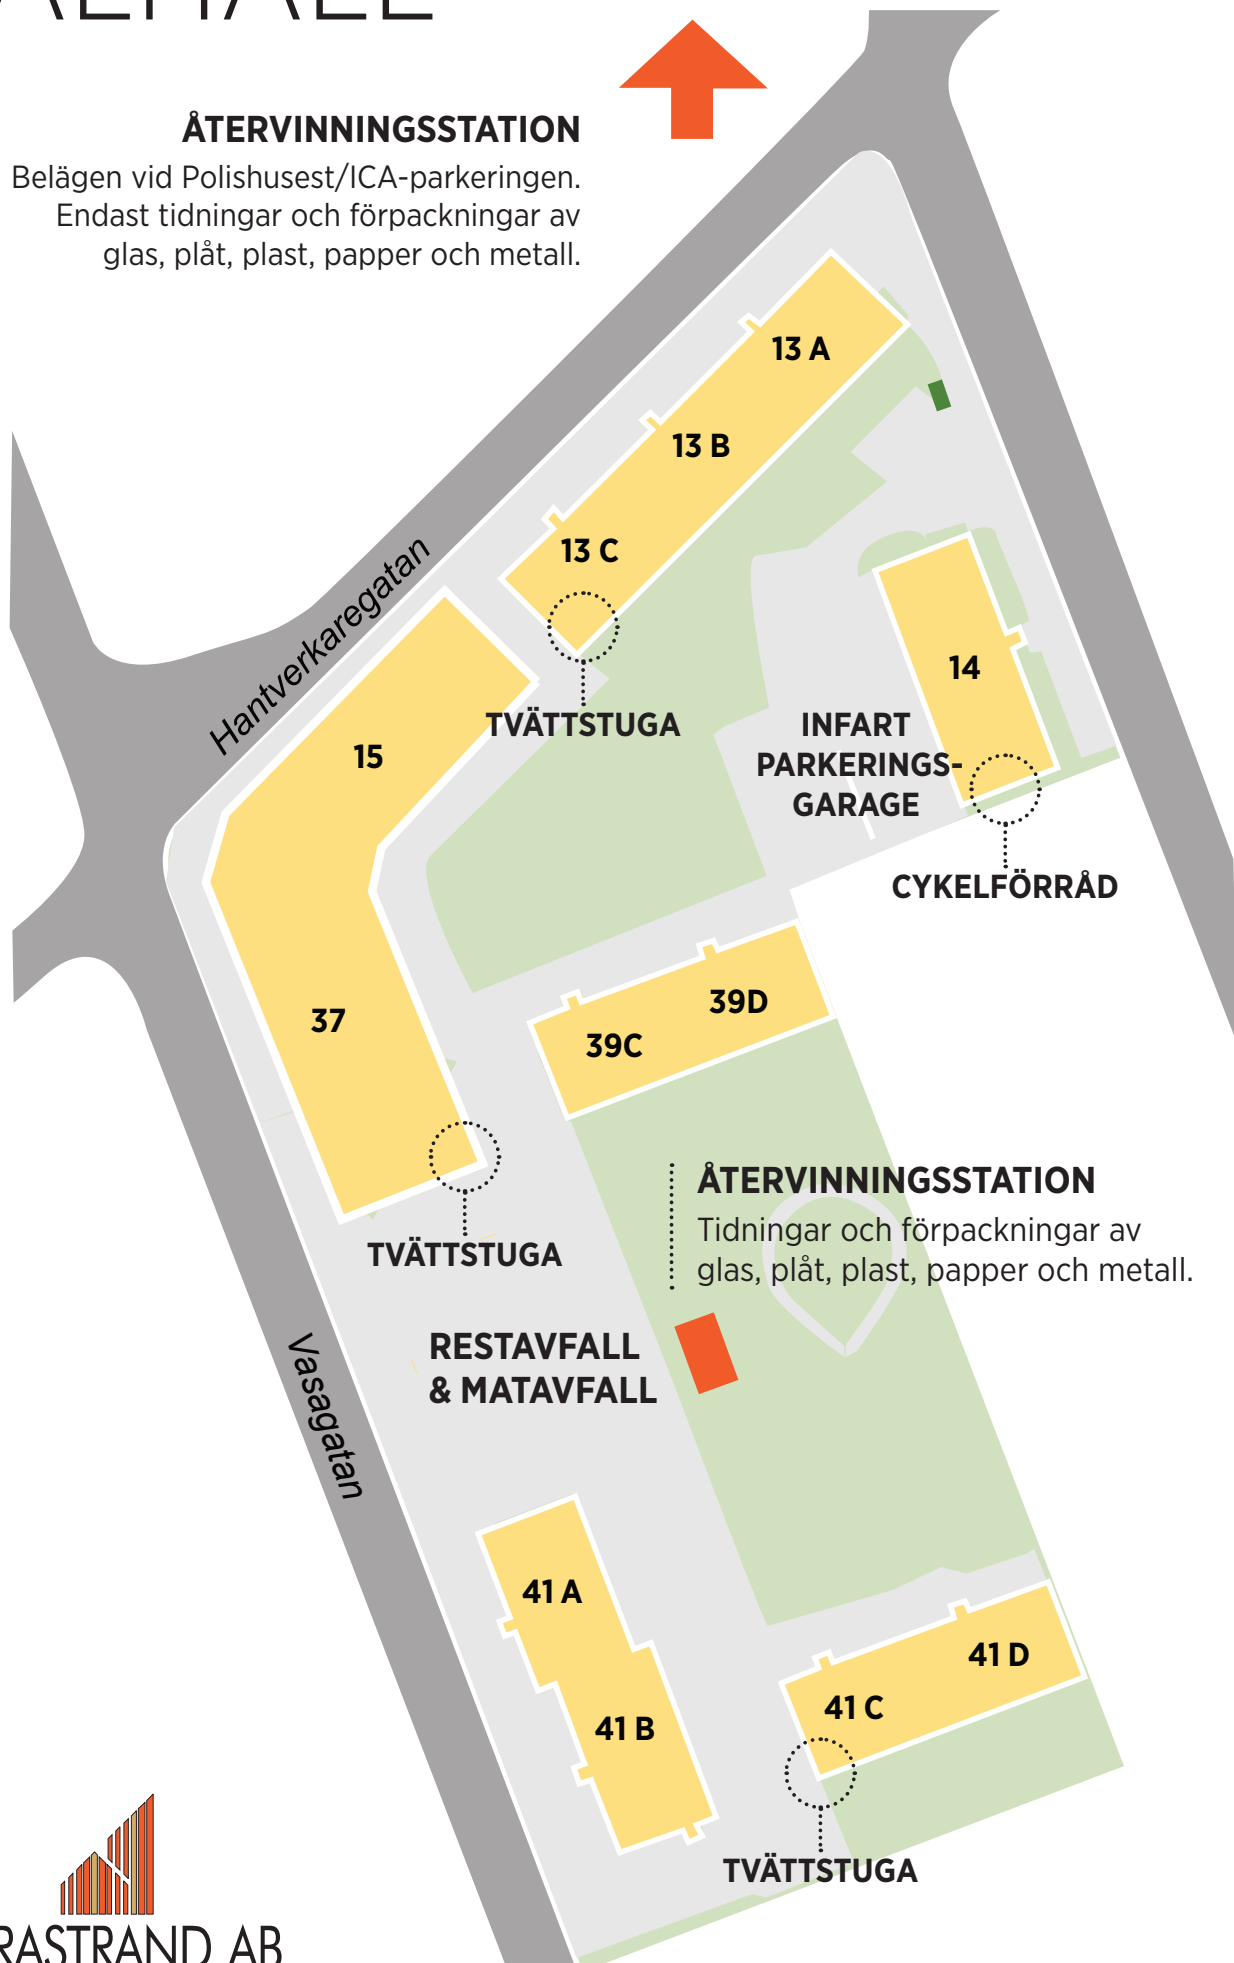 ÅTERVINNINGSSTATION
Belägen vid Polishusest/ICA-parkeringen.
Endast tidningar och förpackningar av
glas, plåt, plast, papper och metall.
13 A
13 B
13 C
Hantverkaregatan
14
TVÄTTSTUGA
15
INFART
PARKERINGS-
GARAGE
CYKELFÖRRÅD
39D
39C
37
ÅTERVINNINGSSTATION
Tidningar och förpackningar av
glas, plåt, plast, papper och metall.
TVÄTTSTUGA
RESTAVFALL
& MATAVFALL
Vasagatan
41 A
41 B
41 D
41 C
TVÄTTSTUGA
RASTRAND AB